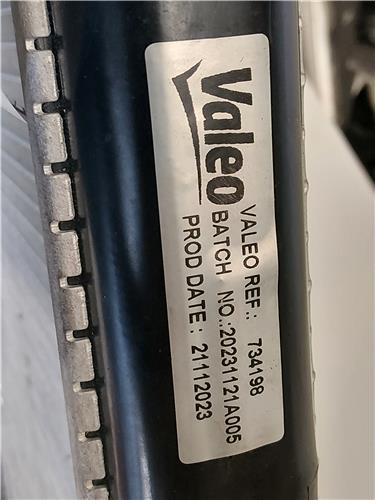 Valeo
VALEO REF.: 734198
BATCH NO.:20231121A005
PROD DATE: 21112023